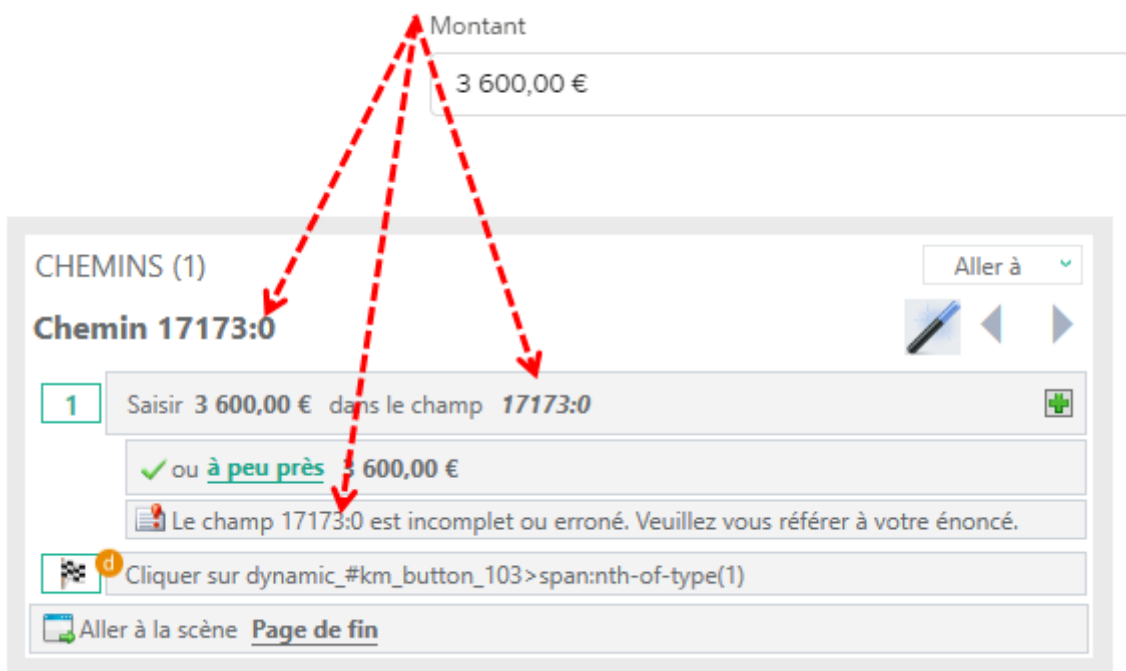 Montant
3 600,00 €
CHEMINS (1)
Aller à
Chemin 17173:0
1 Saisir 3 600,00 € dans le champ 17173:0
ou à peu près 3 600,00 €
Le champ 17173:0 est incomplet ou erroné. Veuillez vous référer à votre énoncé.
d Cliquer sur dynamic_#km_button_103>span:nth-of-type(1)
Aller à la scène Page de fin